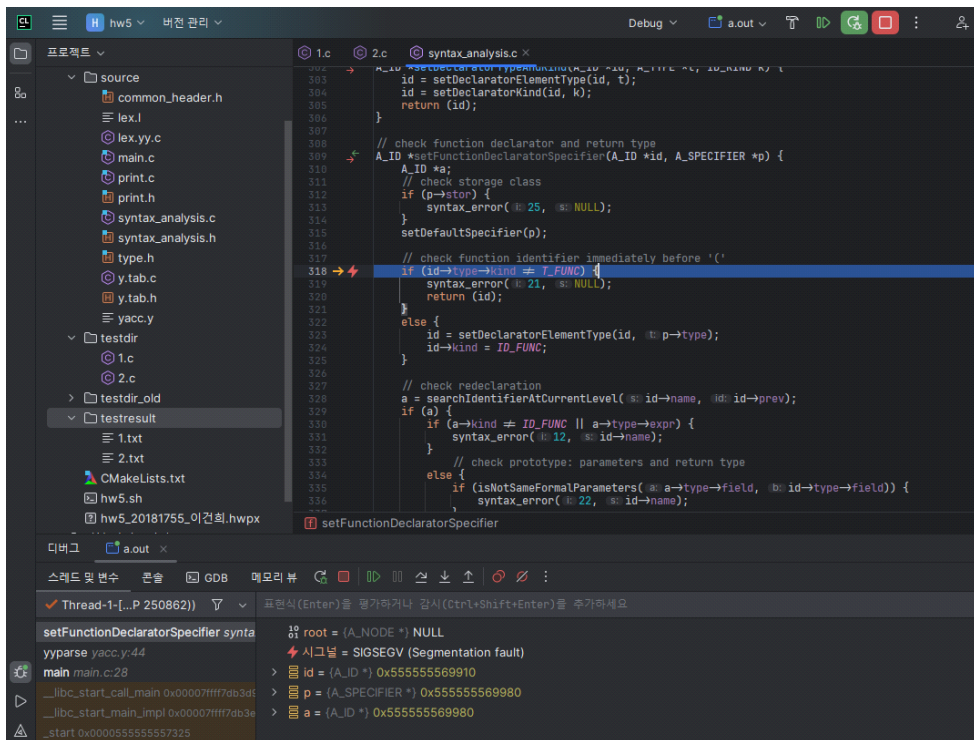 CL H hw5 버전 관리 Debug a.out
프로젝트
source
common_header.h
lex.l
lex.yy.c
main.c
print.c
print.h
syntax_analysis.c
syntax_analysis.h
type.h
y.tab.c
y.tab.h
yacc.y
testdir
1.c
2.c
testdir_old
testresult
1.txt
2.txt
CMakeLists.txt
hw5.sh
hw5_20181755_이건희.hwpx
1.c 2.c syntax_analysis.c
302 A_ID *setDeclaratorTypeAndKind(A_ID *id, A_TYPE *t, ID_KIND k) {
303 id = setDeclaratorElementType(id, t);
304 id = setDeclaratorKind(id, k);
305 return (id);
306 }
307
308 // check function declarator and return type
309 A_ID *setFunctionDeclaratorSpecifier(A_ID *id, A_SPECIFIER *p) {
310 A_ID *a;
311 // check storage class
312 if (p→stor) {
313 syntax_error( i: 25, s: NULL);
314 }
315 setDefaultSpecifier(p);
316
317 // check function identifier immediately before '('
318 if (id→type→kind ≠ T_FUNC) {
319 syntax_error( i: 21, s: NULL);
320 return (id);
321 }
322 else {
323 id = setDeclaratorElementType(id, t: p→type);
324 id→kind = ID_FUNC;
325 }
326
327 // check redeclaration
328 a = searchIdentifierAtCurrentLevel( s: id→name, id: id→prev);
329 if (a) {
330 if (a→kind ≠ ID_FUNC || a→type→expr) {
331 syntax_error( i: 12, s: id→name);
332 }
333 // check prototype: parameters and return type
334 else {
335 if (isNotSameFormalParameters( a: a→type→field, b: id→type→field)) {
336 syntax_error( i: 22, s: id→name);
f setFunctionDeclaratorSpecifier
디버그 a.out
스레드 및 변수 콘솔 GDB 메모리 뷰
Thread-1-[...P 250862)) 표현식(Enter)을 평가하거나 감시(Ctrl+Shift+Enter)를 추가하세요
setFunctionDeclaratorSpecifier synta
yyparse yacc.y:44
main main.c:28
__libc_start_call_main 0x00007ffff7db3d9
__libc_start_main_impl 0x00007ffff7db3e
_start 0x0000555555557325
root = {A_NODE *} NULL
시그널 = SIGSEGV (Segmentation fault)
id = {A_ID *} 0x555555569910
p = {A_SPECIFIER *} 0x555555569980
a = {A_ID *} 0x555555569980